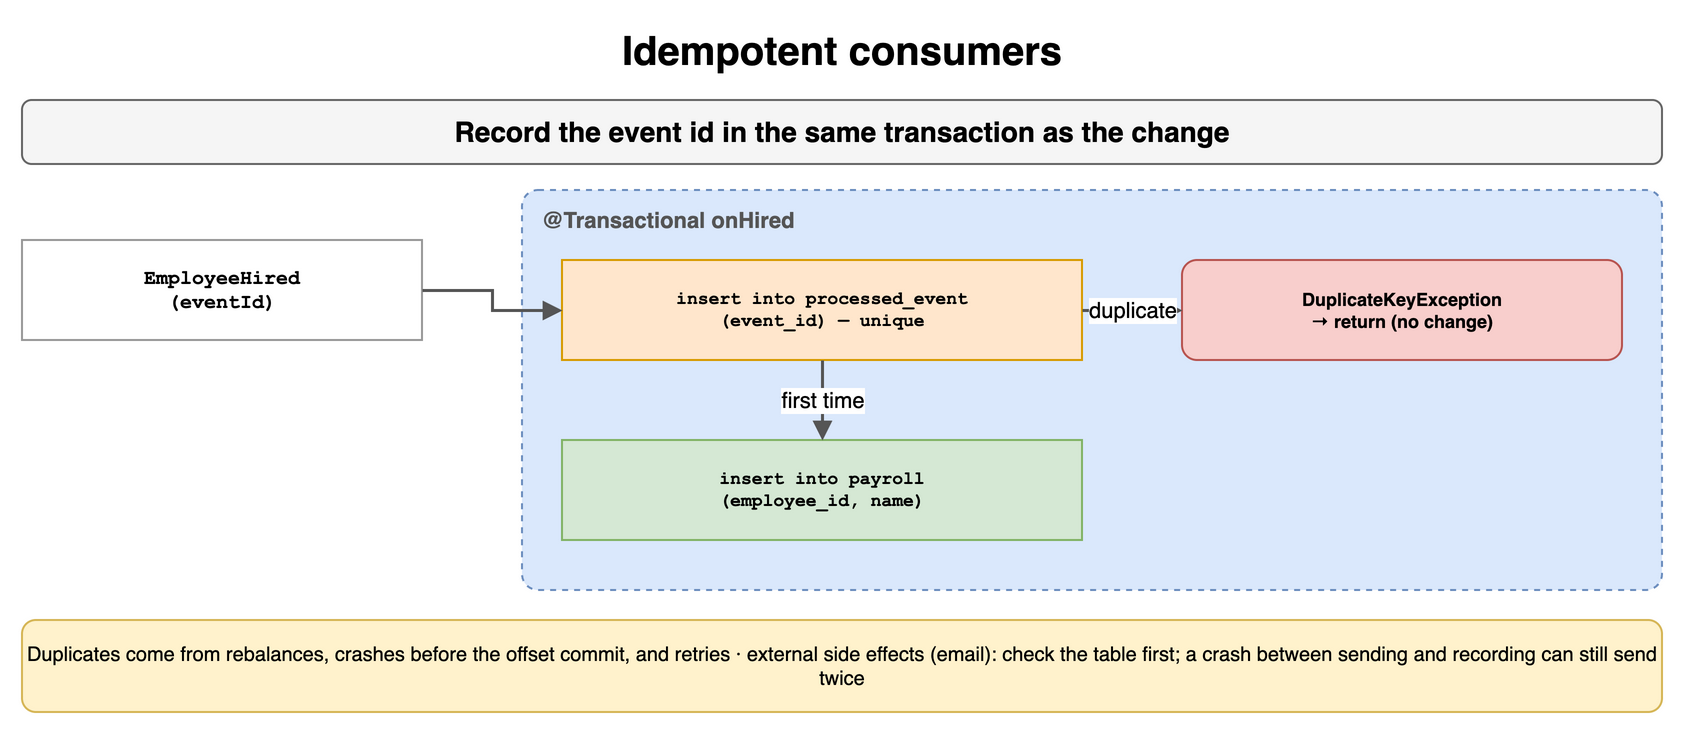 Idempotent consumers
Record the event id in the same transaction as the change
@Transactional onHired
EmployeeHired
(eventId)
insert into processed_event
(event_id) — unique
duplicate
DuplicateKeyException
→ return (no change)
first time
insert into payroll
(employee_id, name)
Duplicates come from rebalances, crashes before the offset commit, and retries · external side effects (email): check the table first; a crash between sending and recording can still send
twice